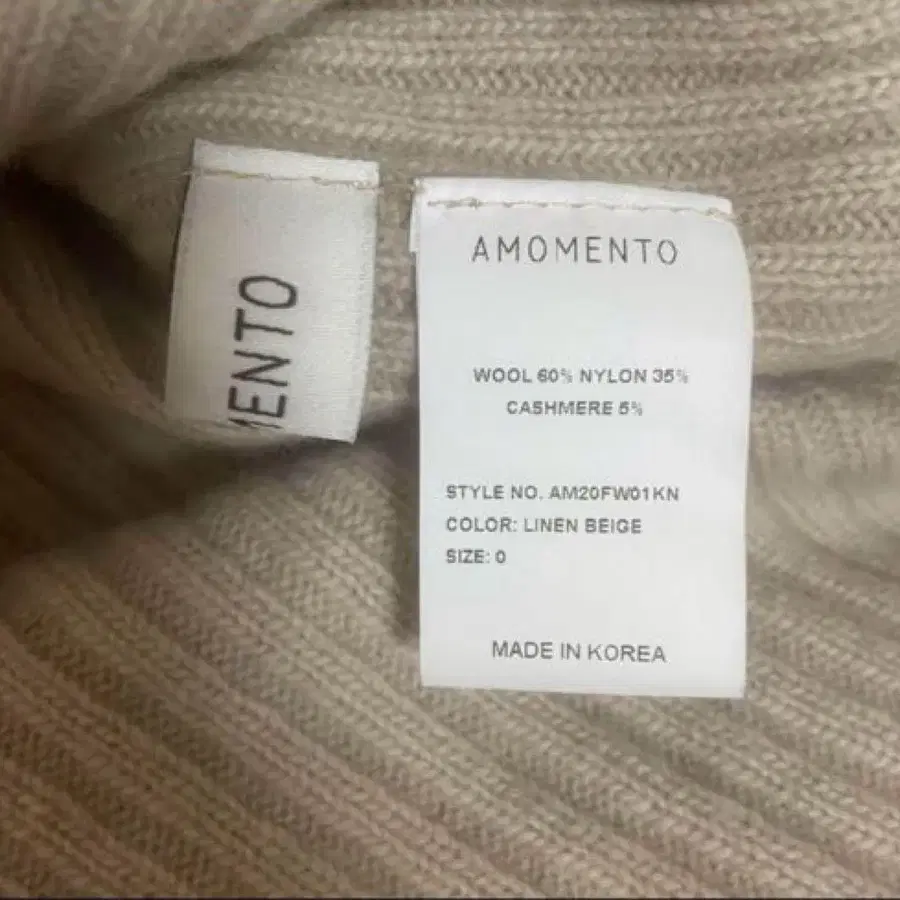 MENTO
AMOMENTO
WOOL 60% NYLON 35%
CASHMERE 5%
STYLE NO. AM20FW01KN
COLOR: LINEN BEIGE
SIZE: 0
MADE IN KOREA